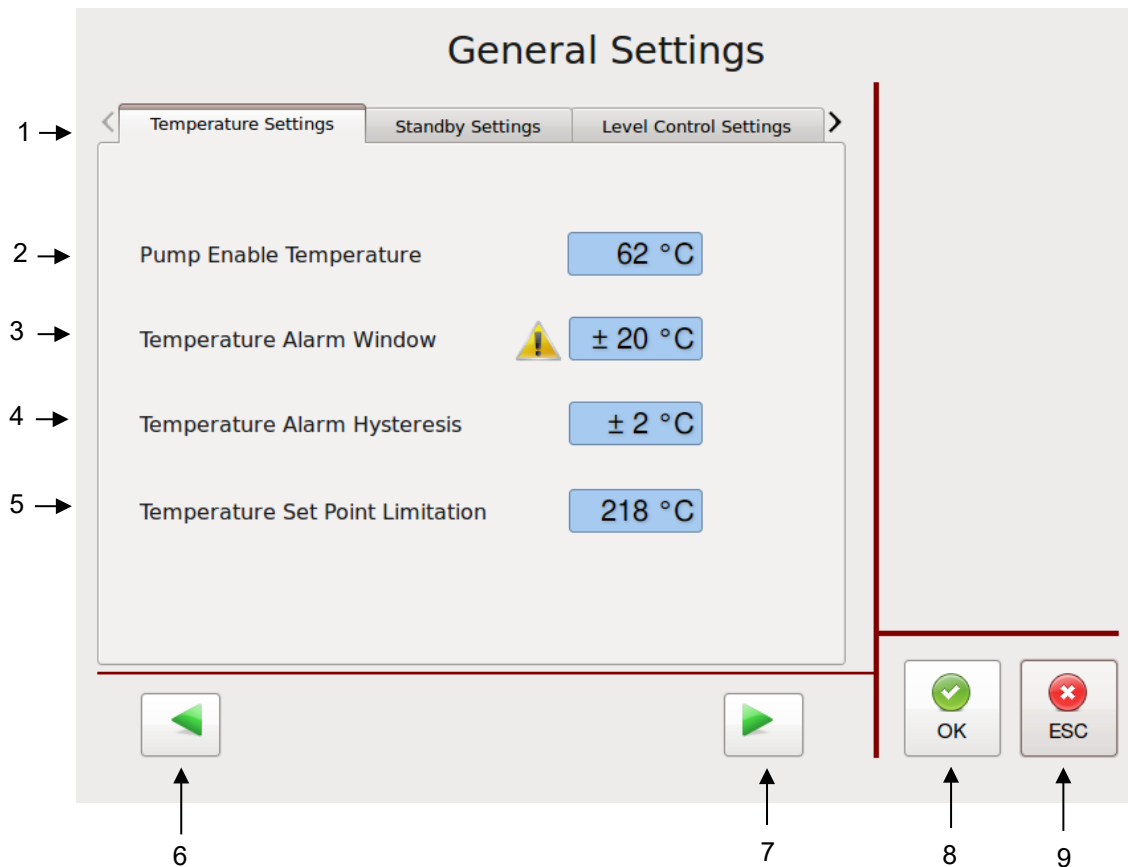 General Settings
1 Temperature Settings Standby Settings Level Control Settings
2 Pump Enable Temperature 62 °C
3 Temperature Alarm Window ± 20 °C
4 Temperature Alarm Hysteresis ± 2 °C
5 Temperature Set Point Limitation 218 °C
OK ESC
6 7 8 9